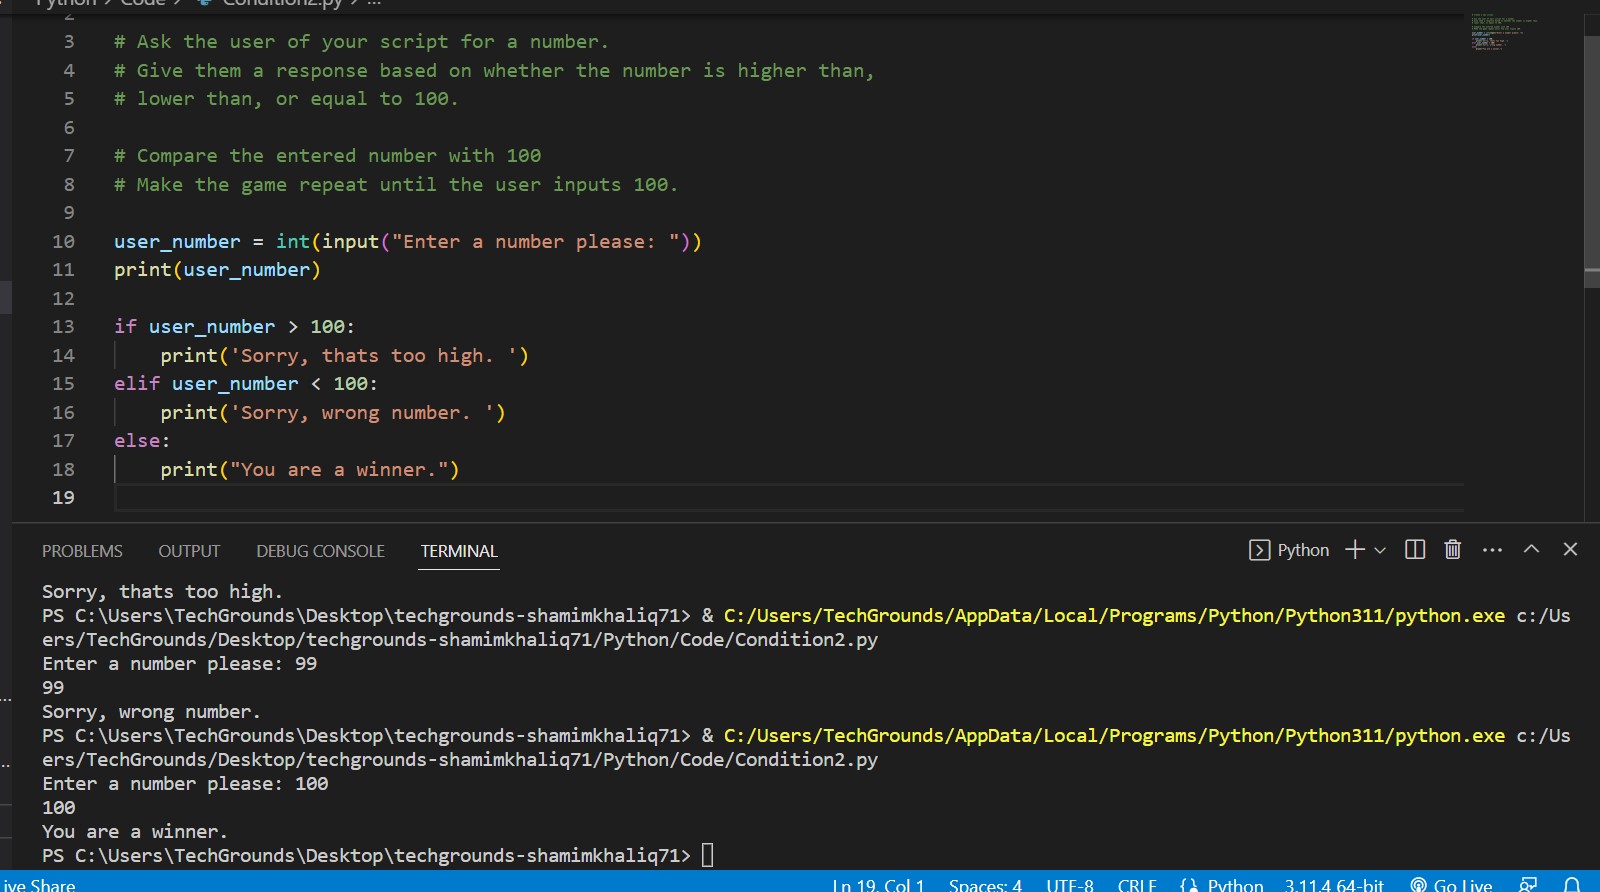 Python > Code > Condition2.py > ...
2
3 # Ask the user of your script for a number.
4 # Give them a response based on whether the number is higher than,
5 # lower than, or equal to 100.
6
7 # Compare the entered number with 100
8 # Make the game repeat until the user inputs 100.
9
10 user_number = int(input("Enter a number please: "))
11 print(user_number)
12
13 if user_number > 100:
14     print('Sorry, thats too high. ')
15 elif user_number < 100:
16     print('Sorry, wrong number. ')
17 else:
18     print("You are a winner.")
19
PROBLEMS OUTPUT DEBUG CONSOLE TERMINAL Python
Sorry, thats too high.
PS C:\Users\TechGrounds\Desktop\techgrounds-shamimkhaliq71> & C:/Users/TechGrounds/AppData/Local/Programs/Python/Python311/python.exe c:/Us
ers/TechGrounds/Desktop/techgrounds-shamimkhaliq71/Python/Code/Condition2.py
Enter a number please: 99
99
Sorry, wrong number.
PS C:\Users\TechGrounds\Desktop\techgrounds-shamimkhaliq71> & C:/Users/TechGrounds/AppData/Local/Programs/Python/Python311/python.exe c:/Us
ers/TechGrounds/Desktop/techgrounds-shamimkhaliq71/Python/Code/Condition2.py
Enter a number please: 100
100
You are a winner.
PS C:\Users\TechGrounds\Desktop\techgrounds-shamimkhaliq71>
ive Share Ln 19, Col 1 Spaces: 4 UTF-8 CRLF Python 3.11.4 64-bit Go Live